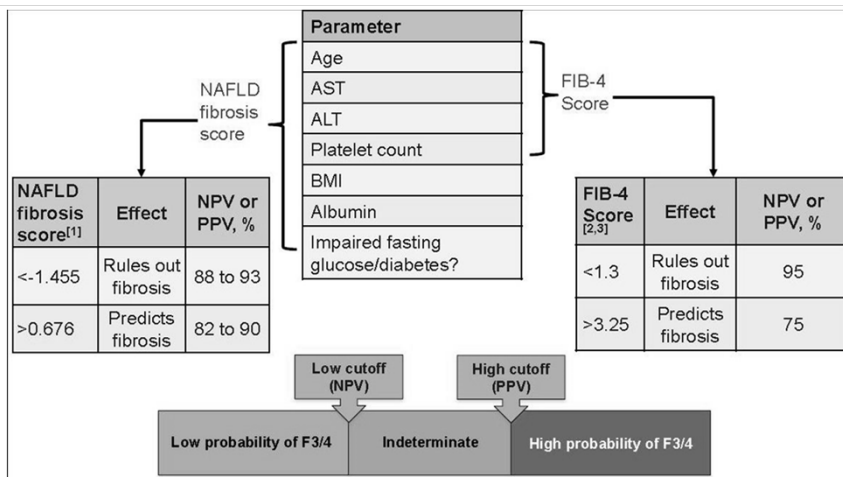 Parameter
Age
AST
ALT
Platelet count
BMI
Albumin
Impaired fasting
glucose/diabetes?
NAFLD
fibrosis
score
FIB-4
Score
NAFLD
fibrosis
score[1]
Effect
NPV or
PPV, %
<-1.455
Rules out
fibrosis
88 to 93
>0.676
Predicts
fibrosis
82 to 90
FIB-4
Score
[2,3]
Effect
NPV or
PPV, %
<1.3
Rules out
fibrosis
95
>3.25
Predicts
fibrosis
75
Low cutoff
(NPV)
High cutoff
(PPV)
Low probability of F3/4
Indeterminate
High probability of F3/4